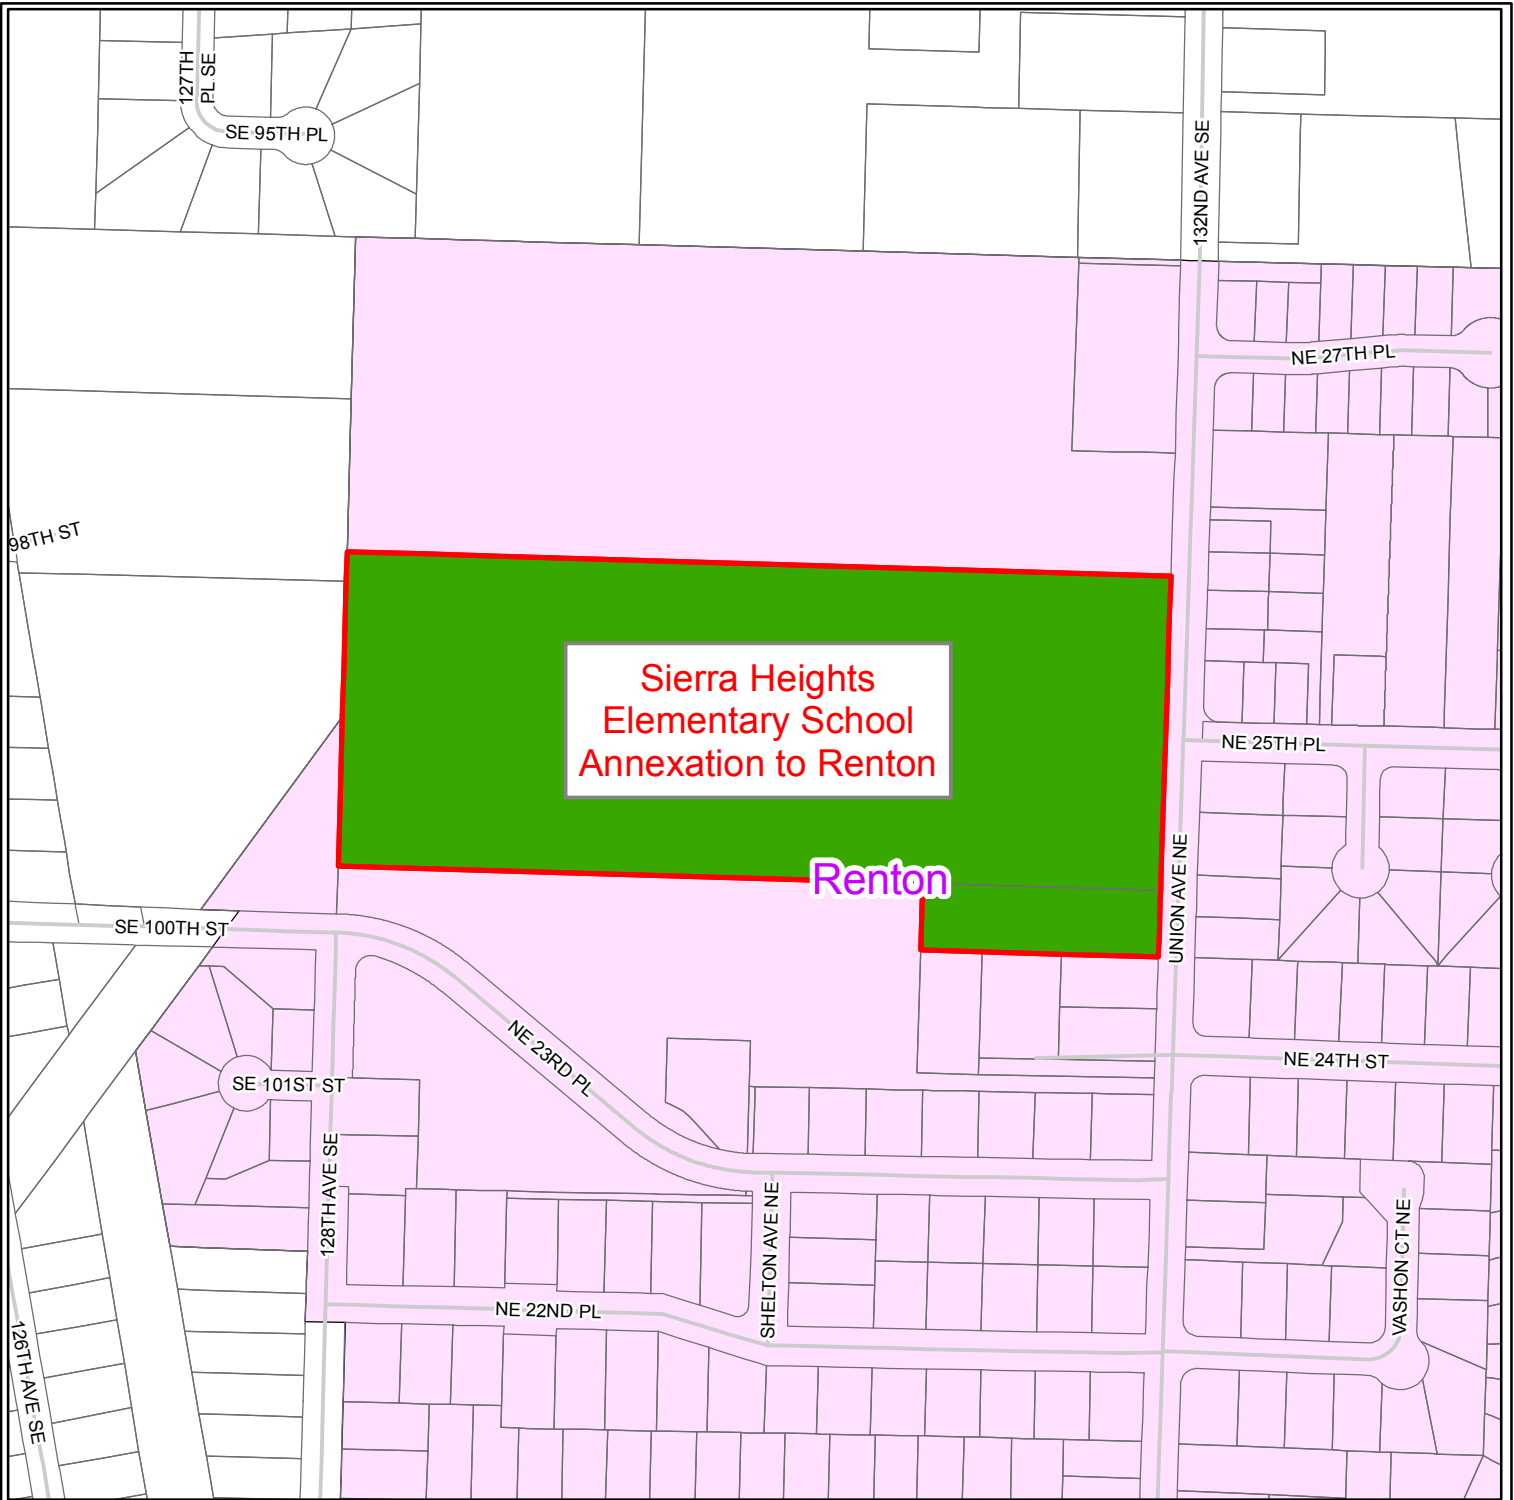 127TH
PL SE
SE 95TH PL
132ND AVE SE
NE 27TH PL
98TH ST
Sierra Heights
Elementary School
Annexation to Renton
NE 25TH PL
Renton
UNION AVE NE
SE 100TH ST
NE 23RD PL
NE 24TH ST
SE 101ST ST
128TH AVE SE
SHELTON AVE NE
VASHON CT NE
NE 22ND PL
126TH AVE SE